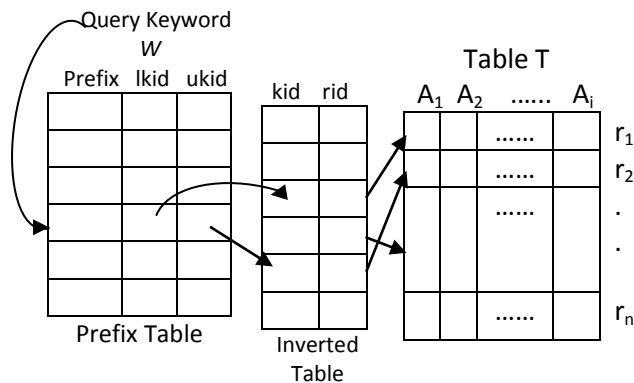 Query Keyword
W
Prefix lkid ukid
Prefix Table
kid rid
Inverted
Table
Table T
A₁ A₂ ...... Aᵢ
...... r₁
...... r₂
...... .
.
...... rₙ